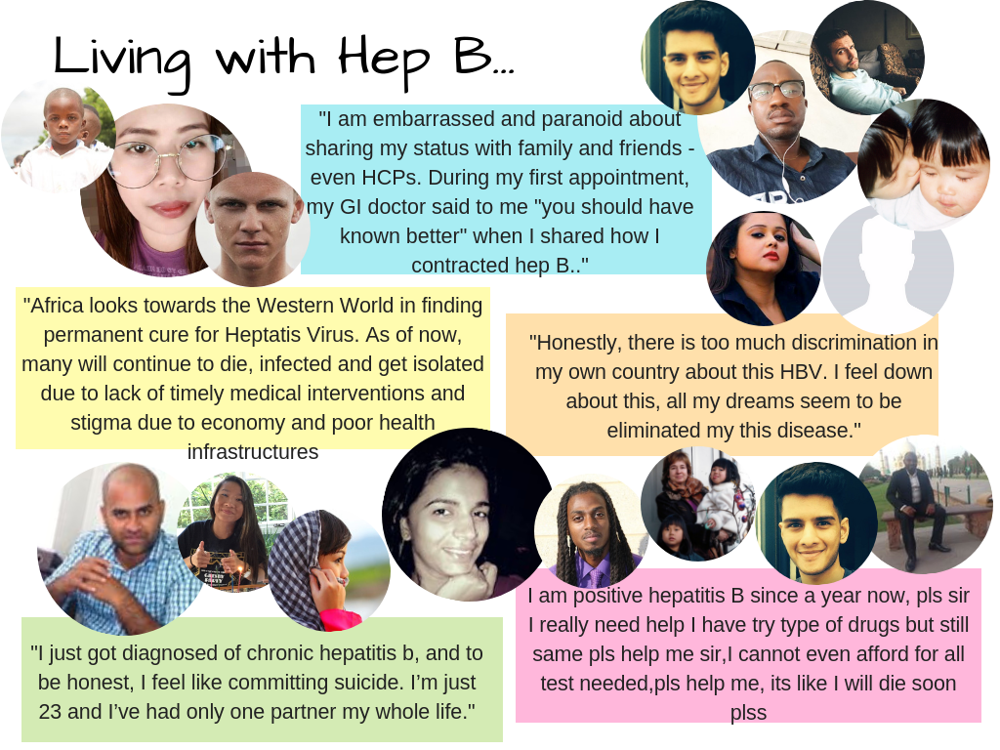 Living with Hep B...
"I am embarrassed and paranoid about
sharing my status with family and friends -
even HCPs. During my first appointment,
my GI doctor said to me "you should have
known better" when I shared how I
contracted hep B.."
"Africa looks towards the Western World in finding
permanent cure for Heptatis Virus. As of now,
many will continue to die, infected and get isolated
due to lack of timely medical interventions and
stigma due to economy and poor health
infrastructures
"Honestly, there is too much discrimination in
my own country about this HBV. I feel down
about this, all my dreams seem to be
eliminated my this disease."
"I just got diagnosed of chronic hepatitis b, and to
be honest, I feel like committing suicide. I’m just
23 and I’ve had only one partner my whole life."
I am positive hepatitis B since a year now, pls sir
I really need help I have try type of drugs but still
same pls help me sir,I cannot even afford for all
test needed,pls help me, its like I will die soon
plss